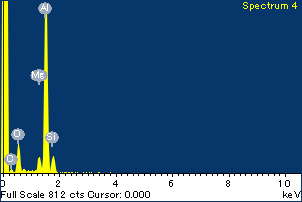 Spectrum 4
Al
Mg
O
Si
C
0 2 4 6 8 10
Full Scale 812 cts Cursor: 0.000 keV